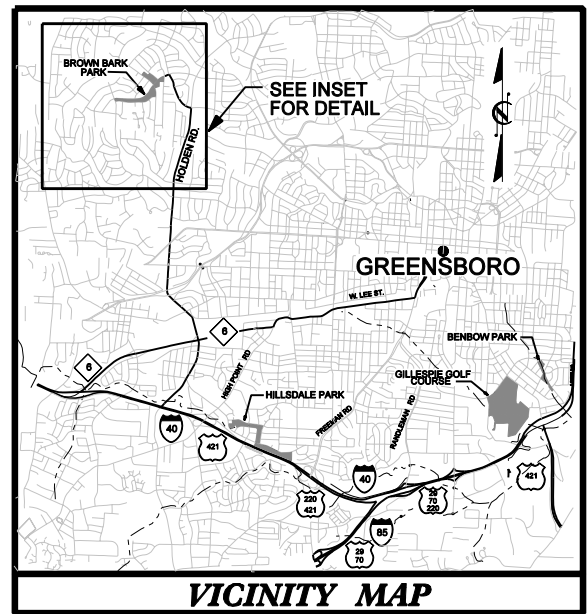 BROWN BARK
PARK
SEE INSET
FOR DETAIL
HOLDEN RD.
N
GREENSBORO
W. LEE ST.
6
6
BENBOW PARK
HIGH POINT RD
GILLESPIE GOLF
COURSE
HILLSDALE PARK
FREEMAN RD
RANDLEMAN RD
40
421
220
421
40
29
70
220
421
85
29
70
VICINITY MAP